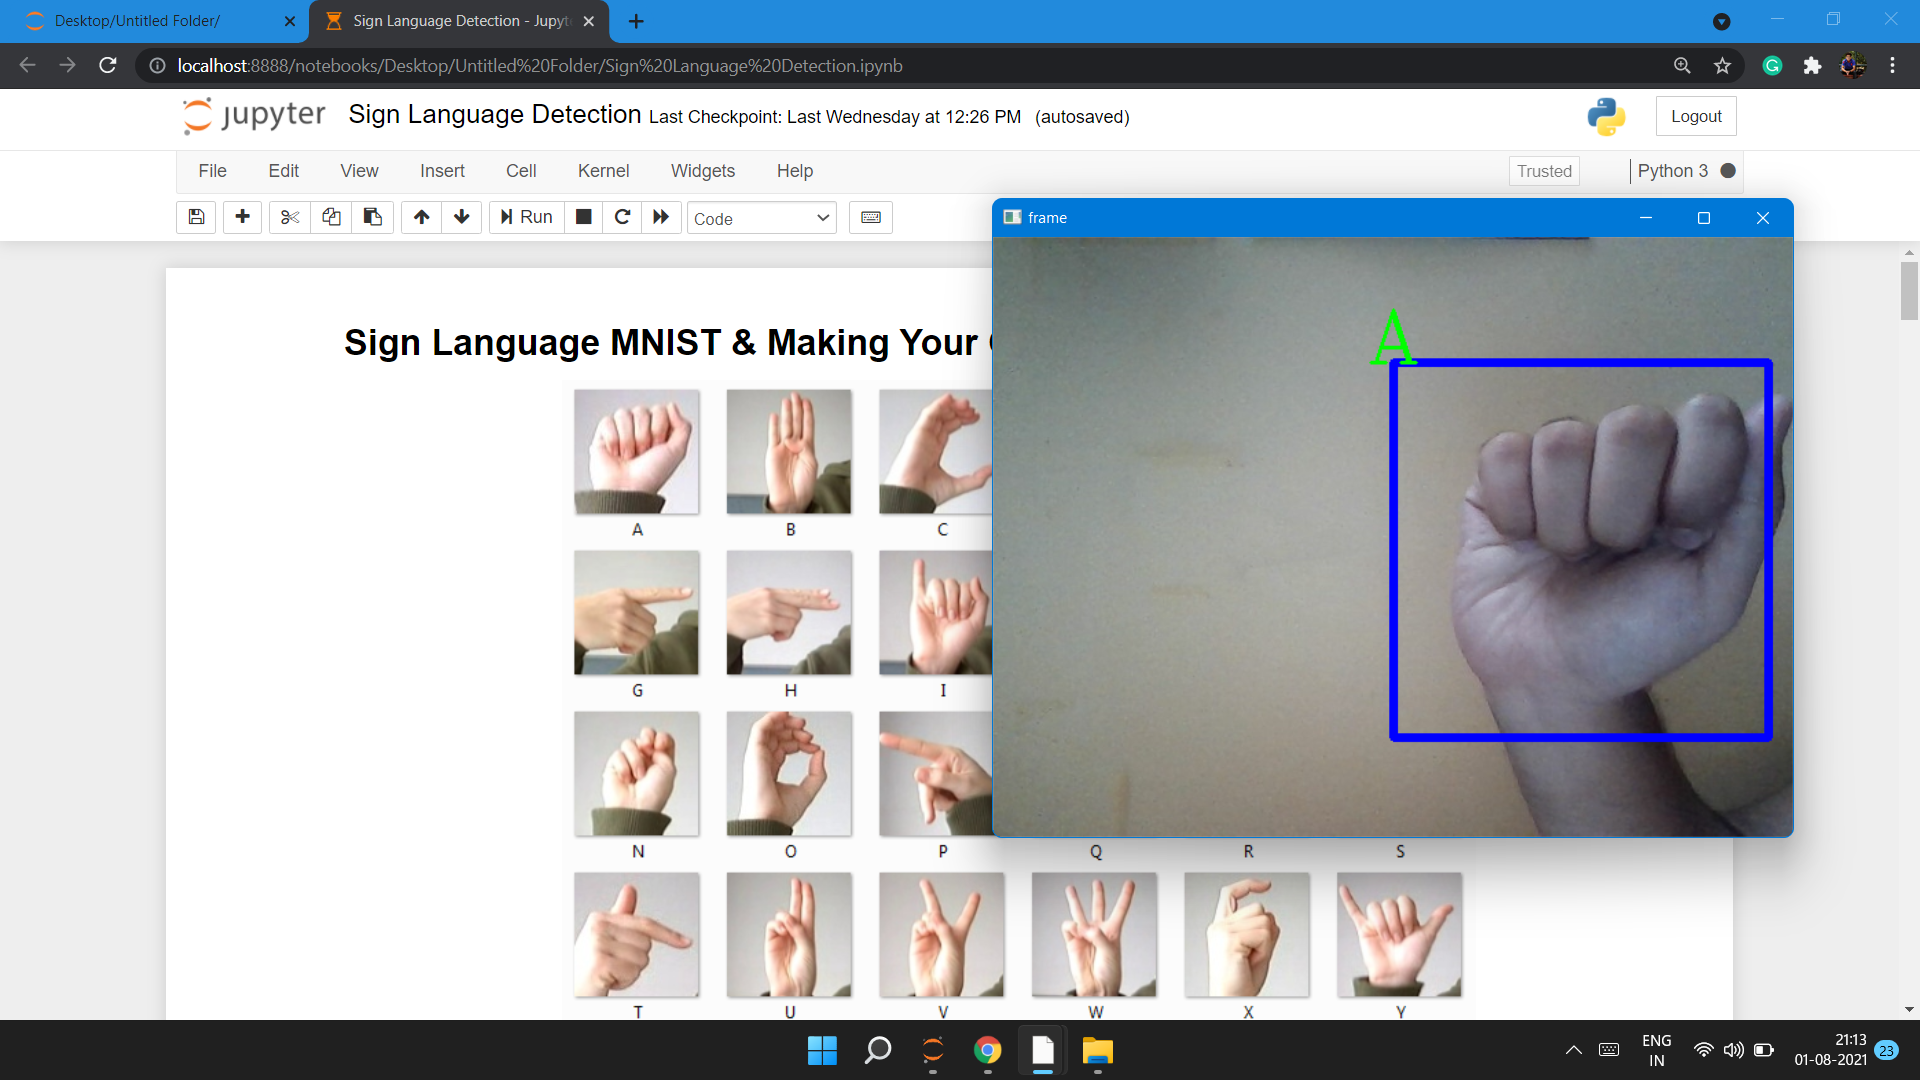 Desktop/Untitled Folder/
Sign Language Detection - Jupyt
localhost:8888/notebooks/Desktop/Untitled%20Folder/Sign%20Language%20Detection.ipynb
jupyter Sign Language Detection Last Checkpoint: Last Wednesday at 12:26 PM (autosaved)
Logout
File Edit View Insert Cell Kernel Widgets Help
Trusted Python 3
Run Code
frame
A
Sign Language MNIST & Making Your
A B C
G H I
N O P Q R S
T U V W X Y
ENG 21:13
IN 01-08-2021 23